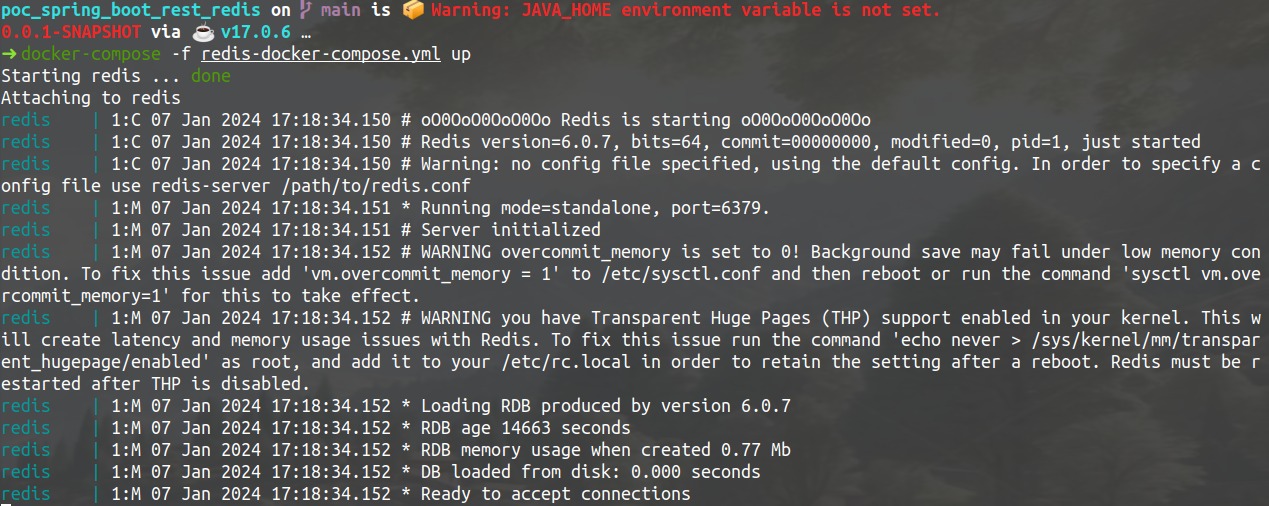 poc_spring_boot_rest_redis on main is 📦 Warning: JAVA_HOME environment variable is not set.
0.0.1-SNAPSHOT via ☕ v17.0.6 …
➜ docker-compose -f redis-docker-compose.yml up
Starting redis ... done
Attaching to redis
redis    | 1:C 07 Jan 2024 17:18:34.150 # oO0OoO0OoO0Oo Redis is starting oO0OoO0OoO0Oo
redis    | 1:C 07 Jan 2024 17:18:34.150 # Redis version=6.0.7, bits=64, commit=00000000, modified=0, pid=1, just started
redis    | 1:C 07 Jan 2024 17:18:34.150 # Warning: no config file specified, using the default config. In order to specify a c
onfig file use redis-server /path/to/redis.conf
redis    | 1:M 07 Jan 2024 17:18:34.151 * Running mode=standalone, port=6379.
redis    | 1:M 07 Jan 2024 17:18:34.151 # Server initialized
redis    | 1:M 07 Jan 2024 17:18:34.152 # WARNING overcommit_memory is set to 0! Background save may fail under low memory con
dition. To fix this issue add 'vm.overcommit_memory = 1' to /etc/sysctl.conf and then reboot or run the command 'sysctl vm.ove
rcommit_memory=1' for this to take effect.
redis    | 1:M 07 Jan 2024 17:18:34.152 # WARNING you have Transparent Huge Pages (THP) support enabled in your kernel. This w
ill create latency and memory usage issues with Redis. To fix this issue run the command 'echo never > /sys/kernel/mm/transpar
ent_hugepage/enabled' as root, and add it to your /etc/rc.local in order to retain the setting after a reboot. Redis must be r
estarted after THP is disabled.
redis    | 1:M 07 Jan 2024 17:18:34.152 * Loading RDB produced by version 6.0.7
redis    | 1:M 07 Jan 2024 17:18:34.152 * RDB age 14663 seconds
redis    | 1:M 07 Jan 2024 17:18:34.152 * RDB memory usage when created 0.77 Mb
redis    | 1:M 07 Jan 2024 17:18:34.152 * DB loaded from disk: 0.000 seconds
redis    | 1:M 07 Jan 2024 17:18:34.152 * Ready to accept connections